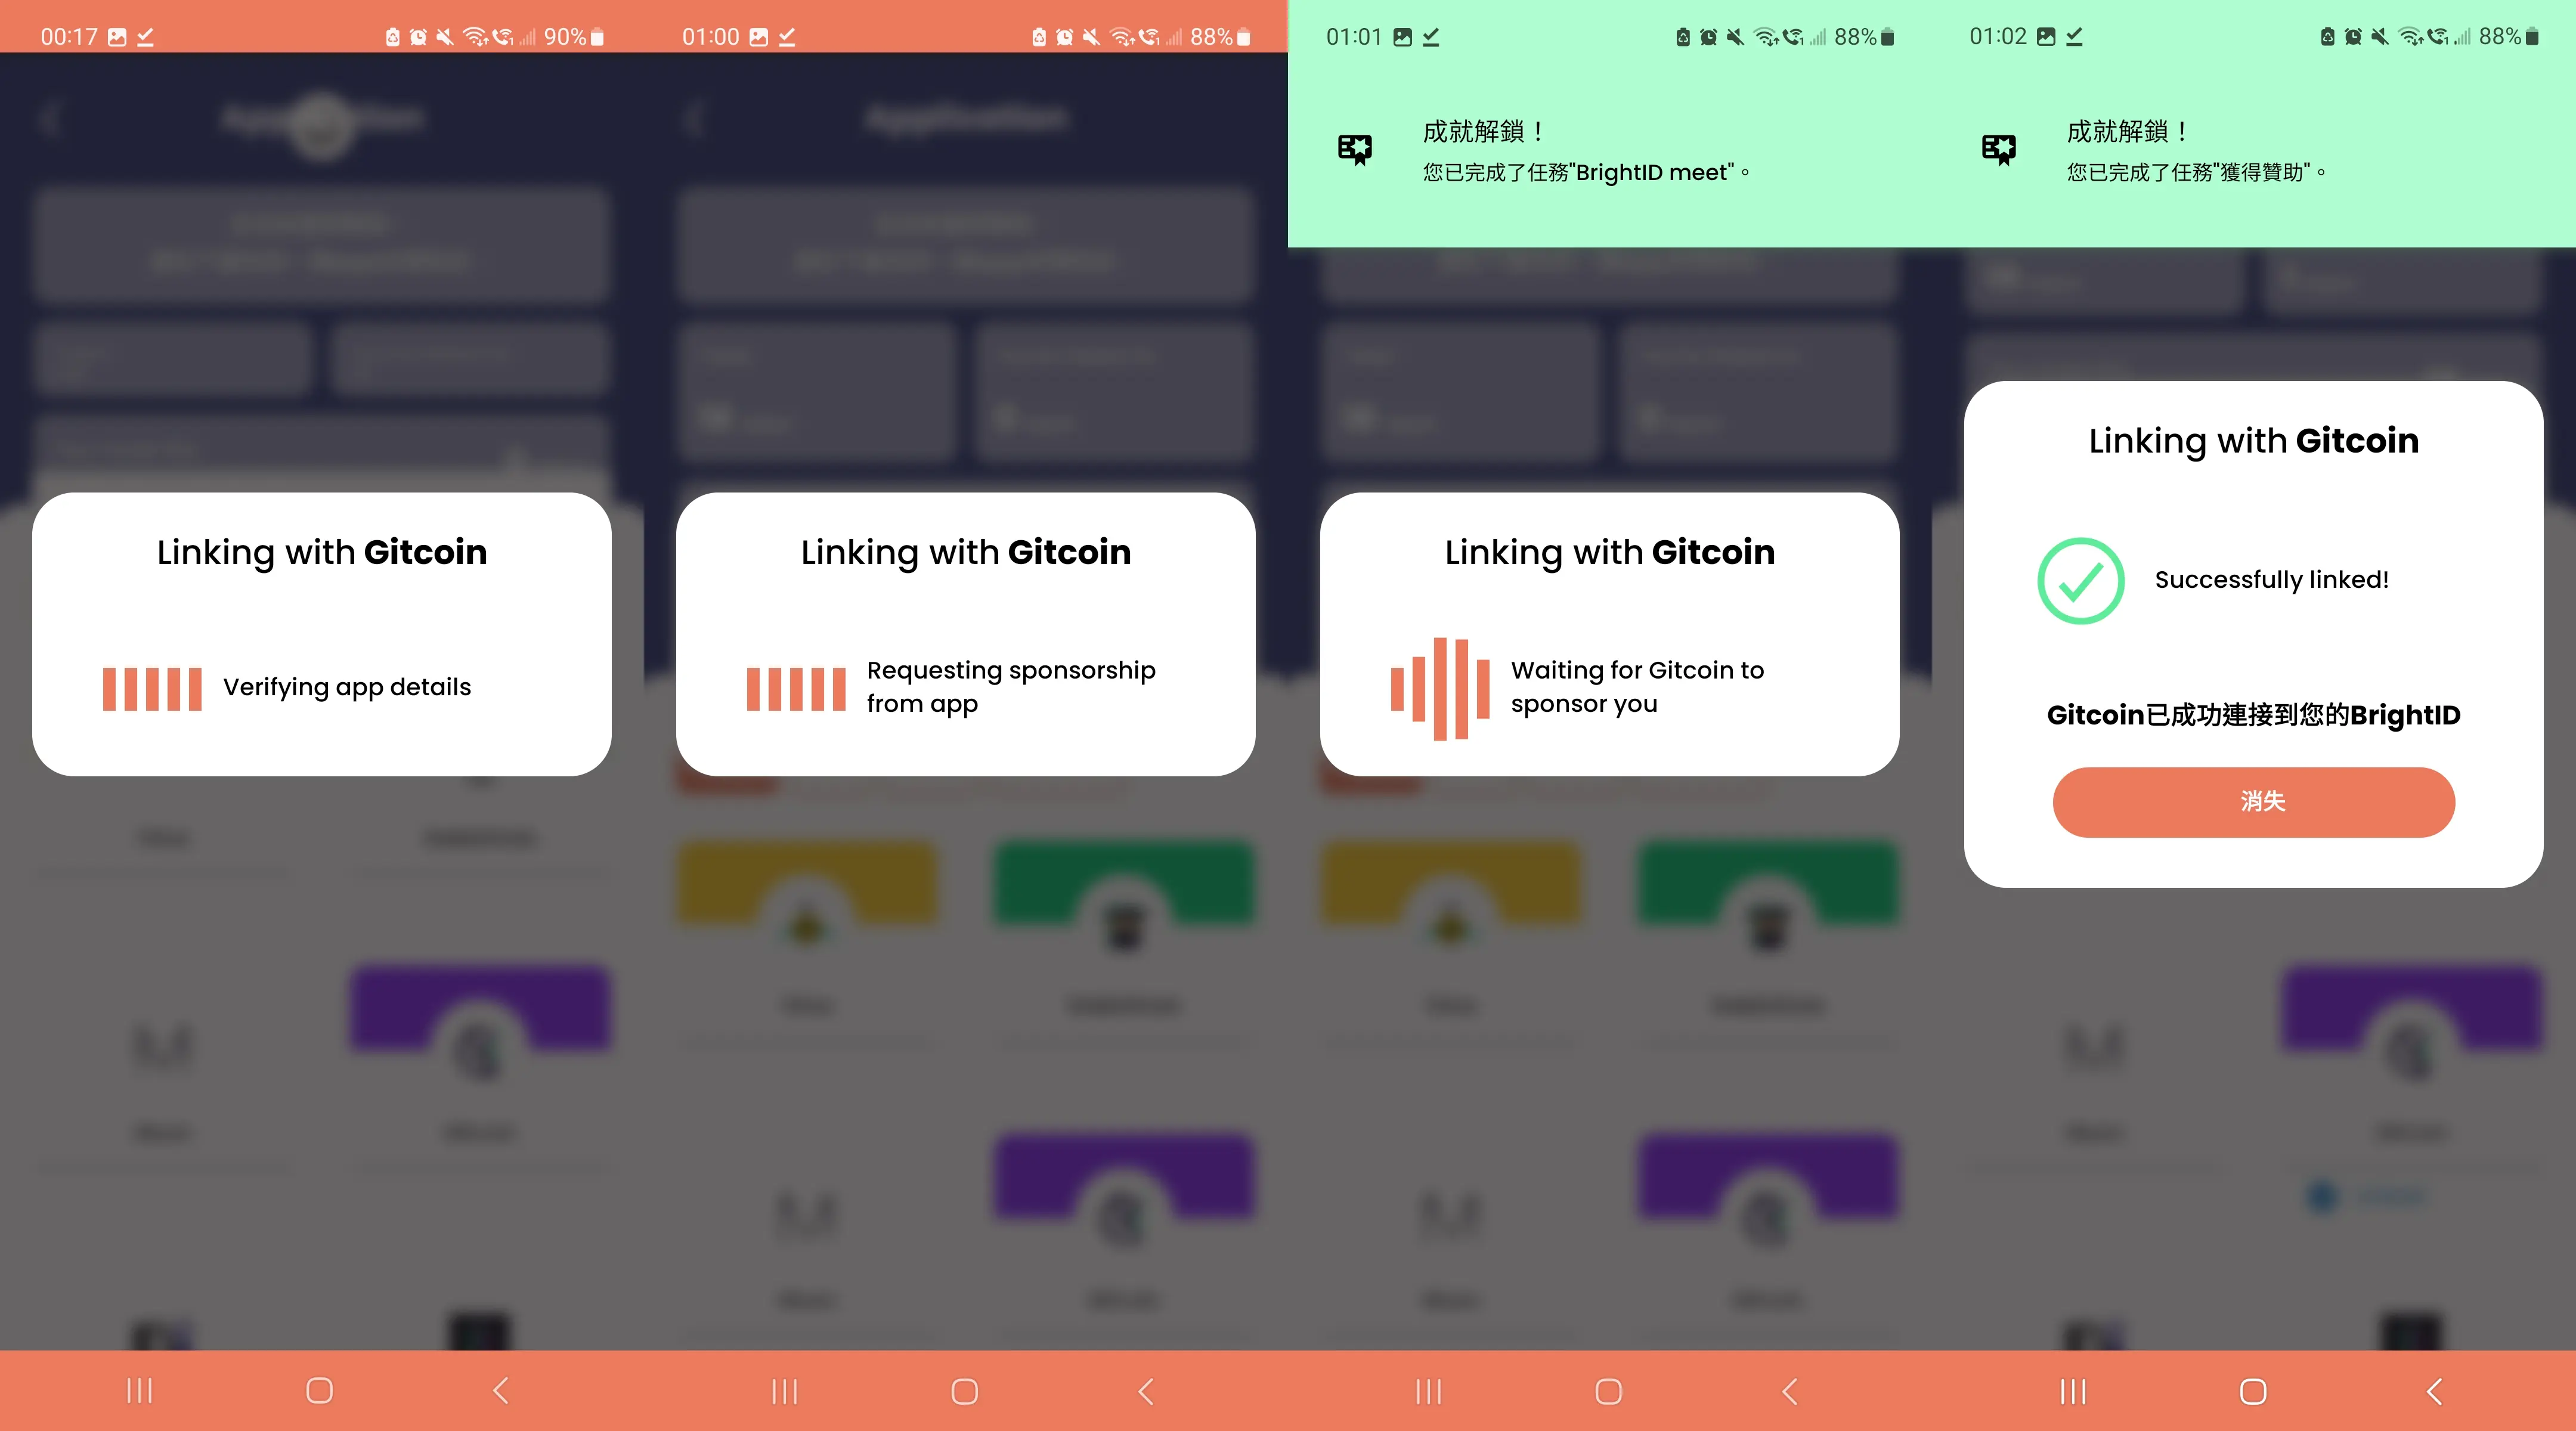 00:17
90%
Application
Linking with Gitcoin
Verifying app details
01:00
88%
Application
Linking with Gitcoin
Requesting sponsorship
from app
01:01
88%
成就解鎖！
您已完成了任務"BrightID meet"。
Linking with Gitcoin
Waiting for Gitcoin to
sponsor you
01:02
88%
成就解鎖！
您已完成了任務"獲得贊助"。
Linking with Gitcoin
Successfully linked!
Gitcoin已成功連接到您的BrightID
消失